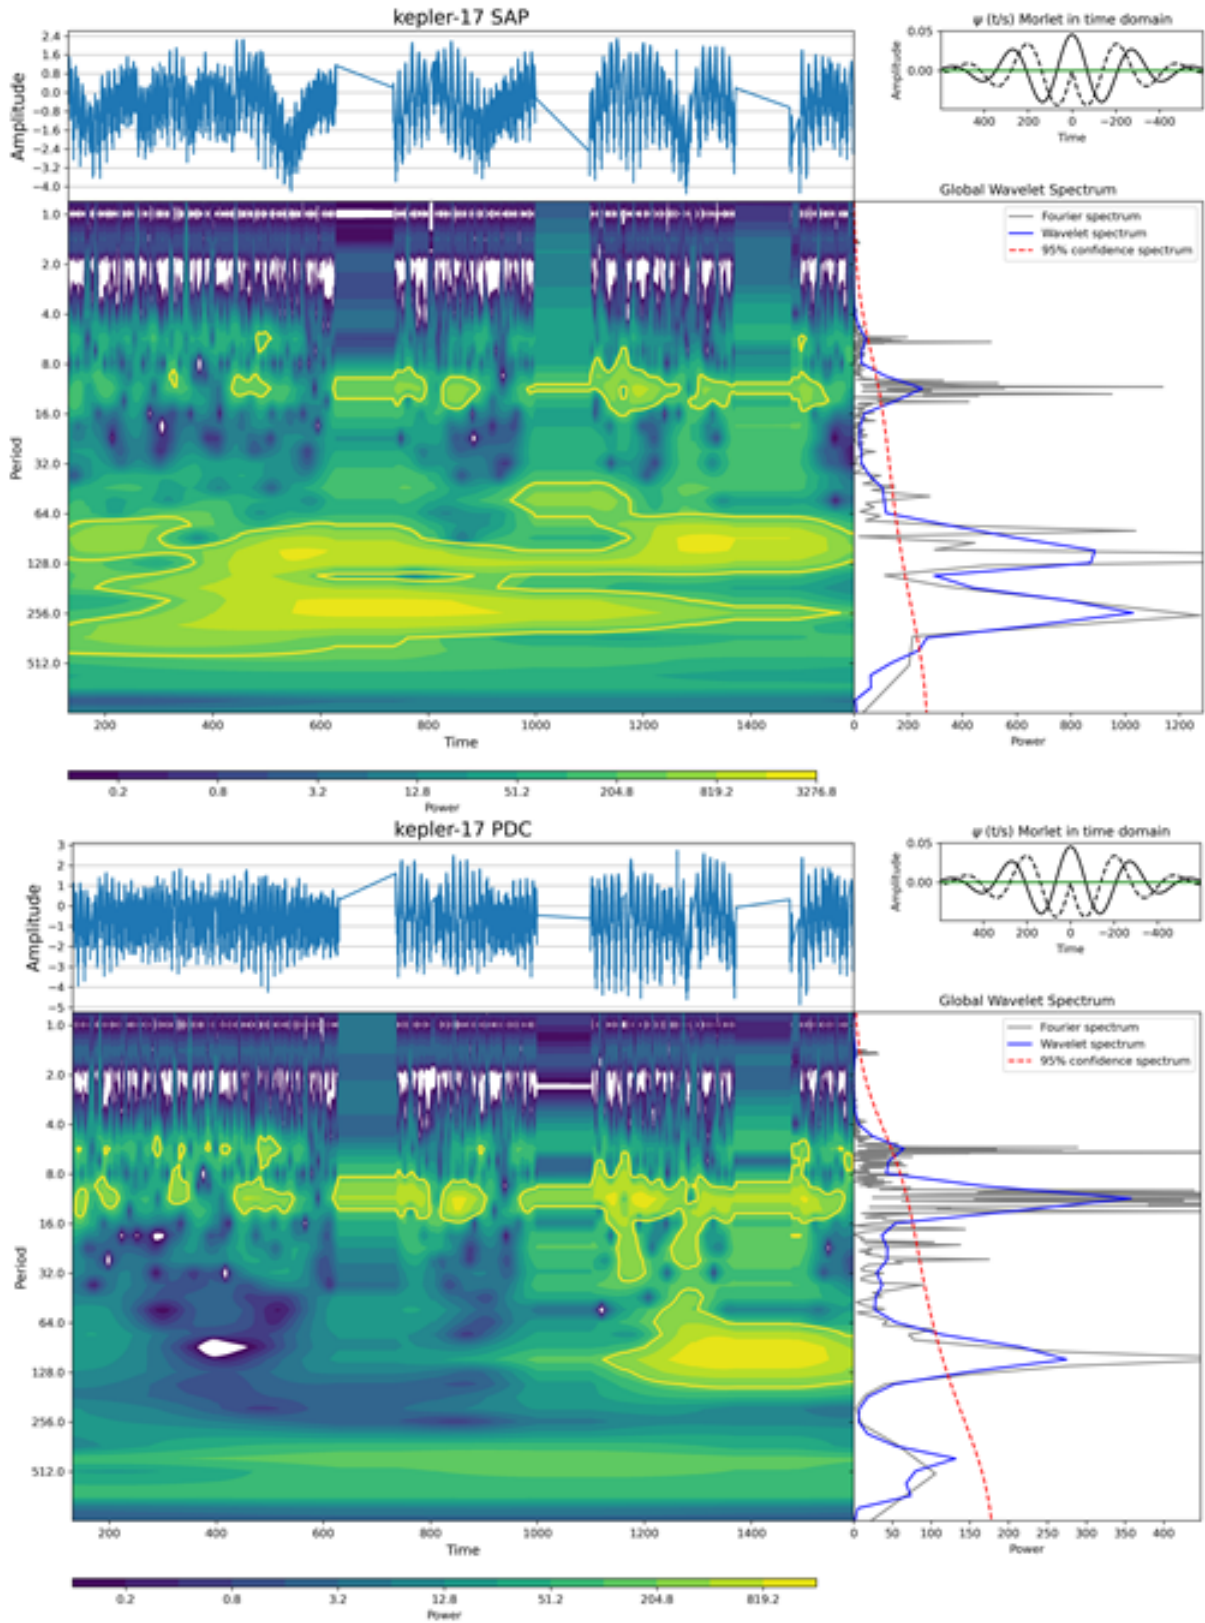 kepler-17 SAP
2.4
1.6
0.8
0.0
−0.8
−1.6
−2.4
−3.2
−4.0
Amplitude
ψ (t/s) Morlet in time domain
0.05
0.00
Amplitude
400 200 0 −200 −400
Time
1.0
2.0
4.0
8.0
16.0
32.0
64.0
128.0
256.0
512.0
Period
200 400 600 800 1000 1200 1400
Time
Global Wavelet Spectrum
Fourier spectrum
Wavelet spectrum
95% confidence spectrum
0 200 400 600 800 1000 1200
Power
0.2 0.8 3.2 12.8 51.2 204.8 819.2 3276.8
Power
kepler-17 PDC
3
2
1
0
−1
−2
−3
−4
−5
Amplitude
ψ (t/s) Morlet in time domain
0.05
0.00
Amplitude
400 200 0 −200 −400
Time
1.0
2.0
4.0
8.0
16.0
32.0
64.0
128.0
256.0
512.0
Period
200 400 600 800 1000 1200 1400
Time
Global Wavelet Spectrum
Fourier spectrum
Wavelet spectrum
95% confidence spectrum
0 50 100 150 200 250 300 350 400
Power
0.2 0.8 3.2 12.8 51.2 204.8 819.2
Power